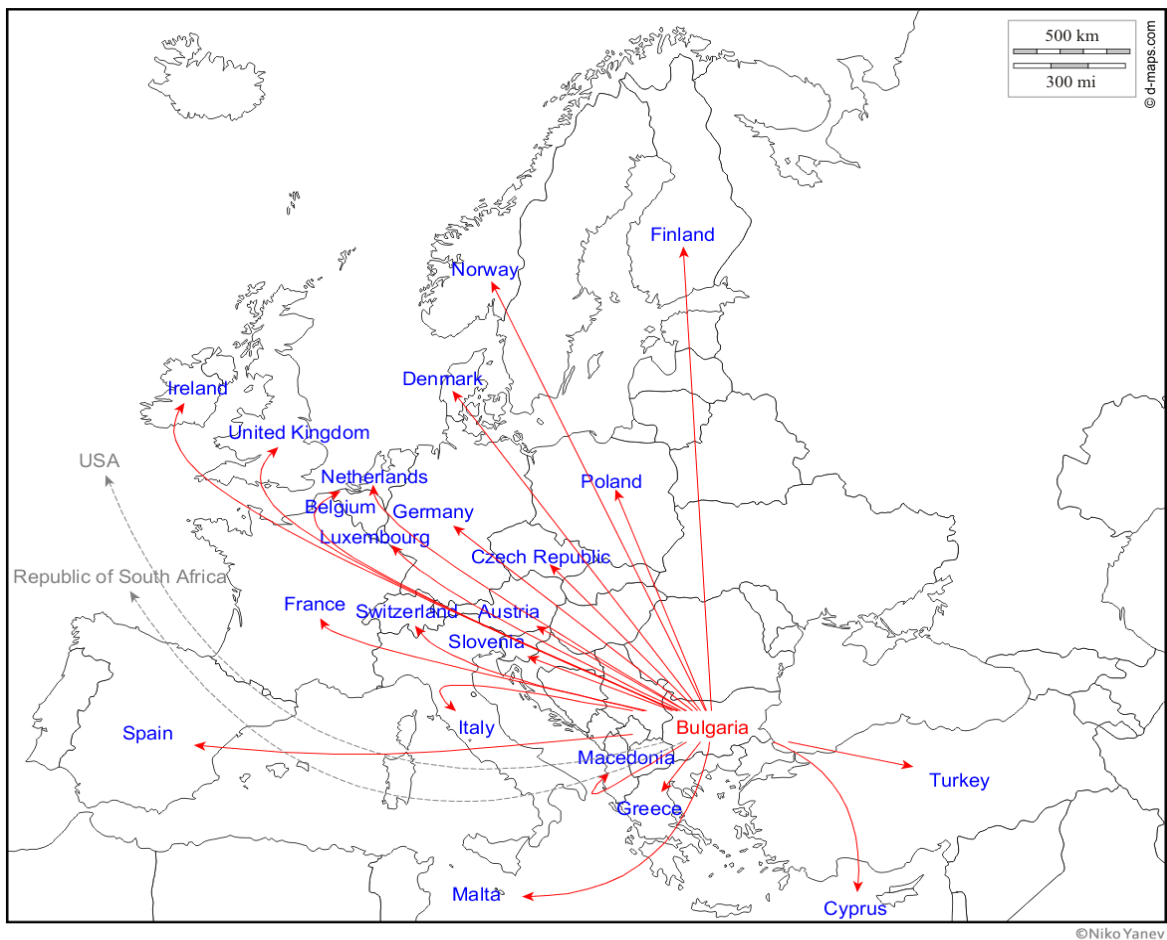 500 km
300 mi
© d-maps.com
Finland
Norway
Denmark
Ireland
United Kingdom
USA
Netherlands
Poland
Belgium
Germany
Luxembourg
Czech Republic
Republic of South Africa
France
Switzerland
Austria
Slovenia
Italy
Bulgaria
Spain
Macedonia
Turkey
Greece
Malta
Cyprus
©Niko Yanev